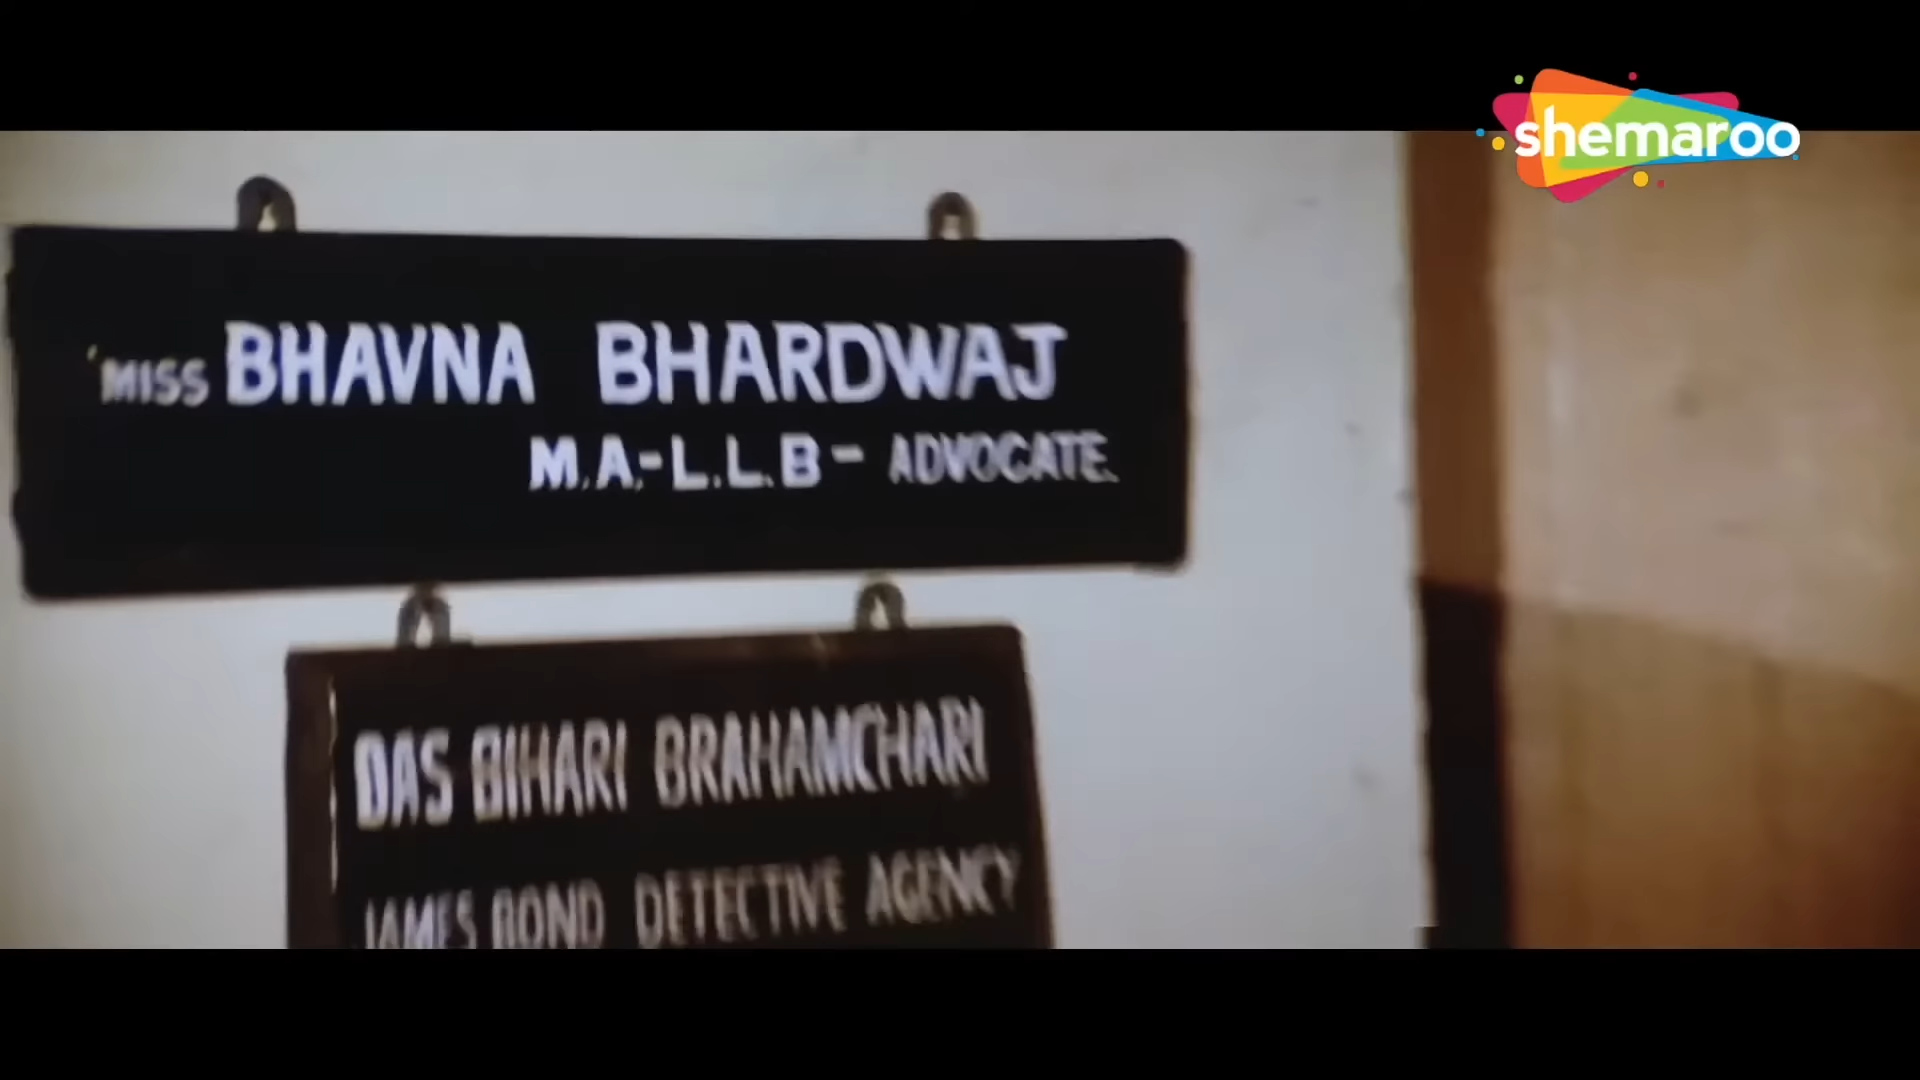 shemaroo
MISS BHAVNA BHARDWAJ
M.A.-L.L.B - ADVOCATE.
DAS BIHARI BRAHAMCHARI
JAMES BOND DETECTIVE AGENCY